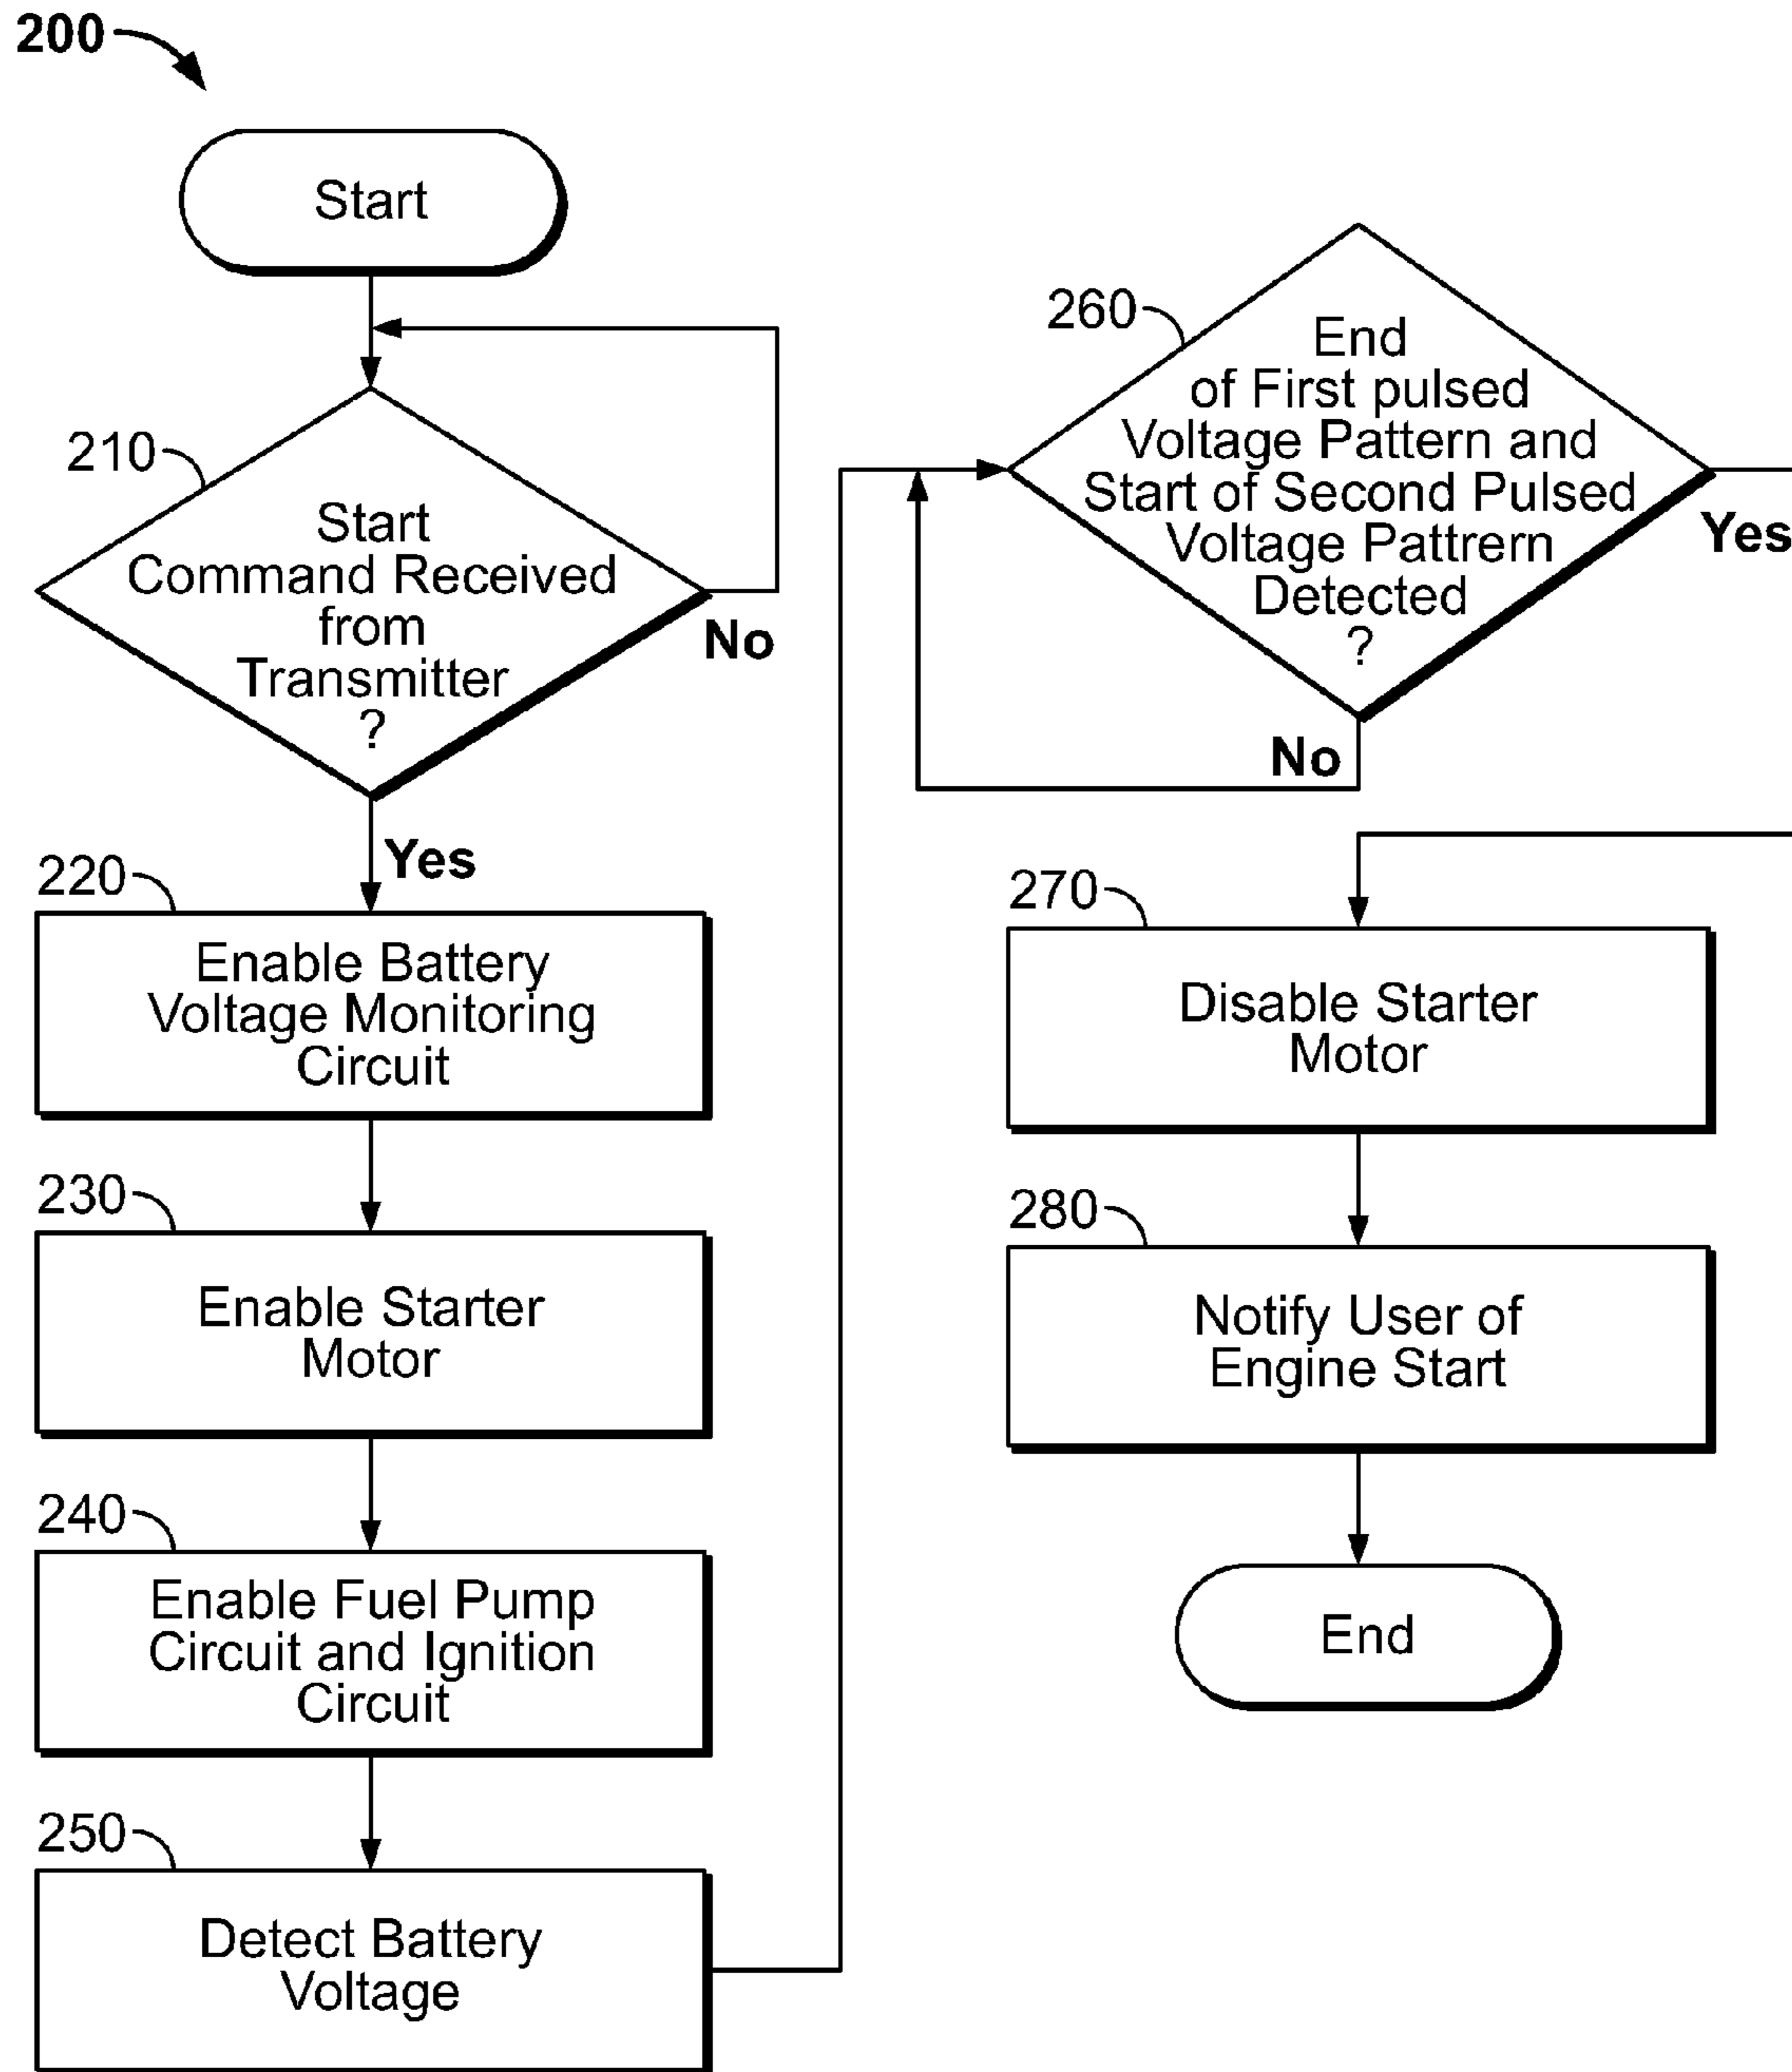 200
Start
210
Start
Command Received
from
Transmitter
?
No
Yes
220
Enable Battery
Voltage Monitoring
Circuit
230
Enable Starter
Motor
240
Enable Fuel Pump
Circuit and Ignition
Circuit
250
Detect Battery
Voltage
260
End
of First pulsed
Voltage Pattern and
Start of Second Pulsed
Voltage Pattrern
Detected
?
Yes
No
270
Disable Starter
Motor
280
Notify User of
Engine Start
End